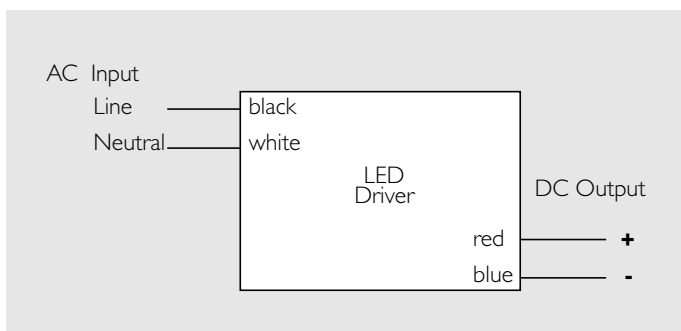 AC Input
Line
black
Neutral
white
LED
Driver
DC Output
red
+
blue
-